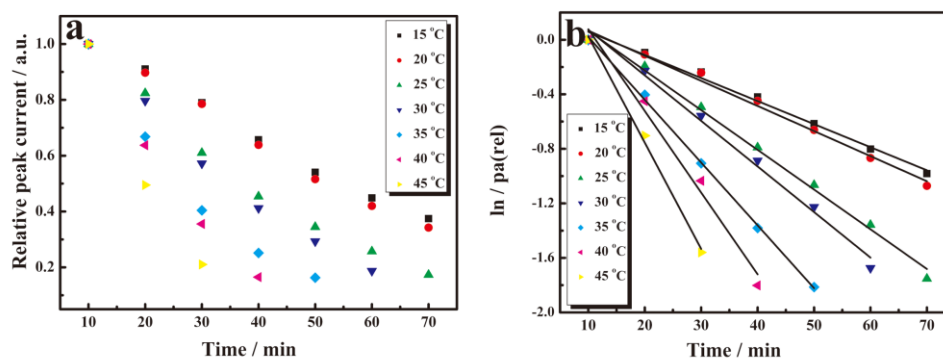 a
Relative peak current / a.u.
1.0
0.8
0.6
0.4
0.2
10 20 30 40 50 60 70
Time / min
15 °C
20 °C
25 °C
30 °C
35 °C
40 °C
45 °C
b
ln / pa(rel)
0.0
-0.4
-0.8
-1.2
-1.6
-2.0
10 20 30 40 50 60 70
Time / min
15 °C
20 °C
25 °C
30 °C
35 °C
40 °C
45 °C